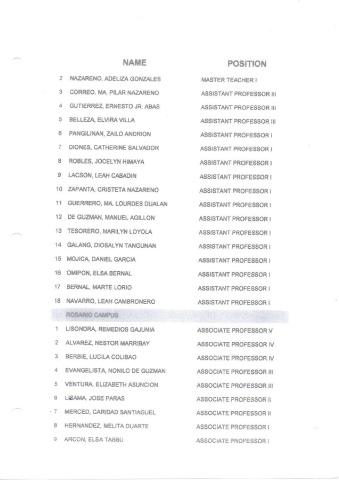 NAME POSITION
2 NAZARENO, ADELIZA GONZALES MASTER TEACHER I
3 CORREO, MA. PILAR NAZARENO ASSISTANT PROFESSOR III
4 GUTIERREZ, ERNESTO JR. ABAS ASSISTANT PROFESSOR III
5 BELLEZA, ELVIRA VILLA ASSISTANT PROFESSOR III
6 PANGILINAN, ZAILO ANDRION ASSISTANT PROFESSOR I
7 DIONES, CATHERINE SALVADOR ASSISTANT PROFESSOR I
8 ROBLES, JOCELYN HIMAYA ASSISTANT PROFESSOR I
9 LACSON, LEAH CABADIN ASSISTANT PROFESSOR I
10 ZAPANTA, CRISTETA NAZARENO ASSISTANT PROFESSOR I
11 GUERRERO, MA. LOURDES DUALAN ASSISTANT PROFESSOR I
12 DE GUZMAN, MANUEL AGILLON ASSISTANT PROFESSOR I
13 TESORERO, MARILYN LOYOLA ASSISTANT PROFESSOR I
14 GALANG, DIOSALYN TANGUNAN ASSISTANT PROFESSOR I
15 MOJICA, DANIEL GARCIA ASSISTANT PROFESSOR I
16 OMIPON, ELSA BERNAL ASSISTANT PROFESSOR I
17 BERNAL, MARTE LORIO ASSISTANT PROFESSOR I
18 NAVARRO, LEAH CAMBRONERO ASSISTANT PROFESSOR I
ROSARIO CAMPUS
1 LISONDRA, REMEDIOS GAJUNIA ASSOCIATE PROFESSOR V
2 ALVAREZ, NESTOR MARRIBAY ASSOCIATE PROFESSOR IV
3 BERBIE, LUCILA COLIBAO ASSOCIATE PROFESSOR IV
4 EVANGELISTA, NONILO DE GUZMAN ASSOCIATE PROFESSOR III
5 VENTURA, ELIZABETH ASUNCION ASSOCIATE PROFESSOR III
6 JOSE PARAS ASSOCIATE PROFESSOR II
7 MERCED, CARIDAD SANTIAGUEL ASSOCIATE PROFESSOR II
8 HERNANDEZ, MELITA DUARTE ASSOCIATE PROFESSOR I
9 ARCON, ELSA TABBU ASSOCIATE PROFESSOR I